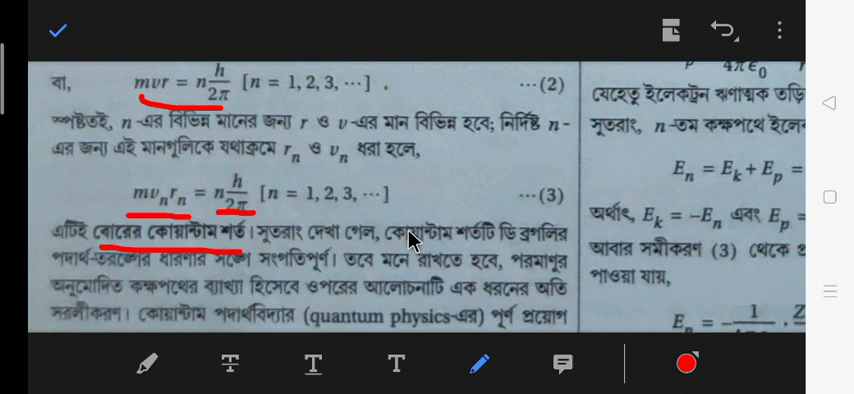 বা, mvr = n h/2π [n = 1, 2, 3, ⋯] . ⋯(2)
স্পষ্টতই, n-এর বিভিন্ন মানের জন্য r ও v-এর মান বিভিন্ন হবে; নির্দিষ্ট n-
এর জন্য এই মানগুলিকে যথাক্রমে rₙ ও vₙ ধরা হলে,
mvₙrₙ = n h/2π [n = 1, 2, 3, ⋯] ⋯(3)
এটিই বোরের কোয়ান্টাম শর্ত। সুতরাং দেখা গেল, কোয়ান্টাম শর্তটি ডি ব্রগলির
পদার্থ-তরঙ্গের ধারণার সঙ্গে সংগতিপূর্ণ। তবে মনে রাখতে হবে, পরমাণুর
অনুমোদিত কক্ষপথের ব্যাখ্যা হিসেবে ওপরের আলোচনাটি এক ধরনের অতি
সরলীকরণ। কোয়ান্টাম পদার্থবিদ্যার (quantum physics-এর) পূর্ণ প্রয়োগ
4πϵ₀
যেহেতু ইলেকট্রন ঋণাত্মক তড়ি
সুতরাং, n-তম কক্ষপথে ইলে
Eₙ = Eₖ + Eₚ =
অর্থাৎ, Eₖ = −Eₙ এবং Eₚ =
আবার সমীকরণ (3) থেকে
পাওয়া যায়,
Eₙ = − 1